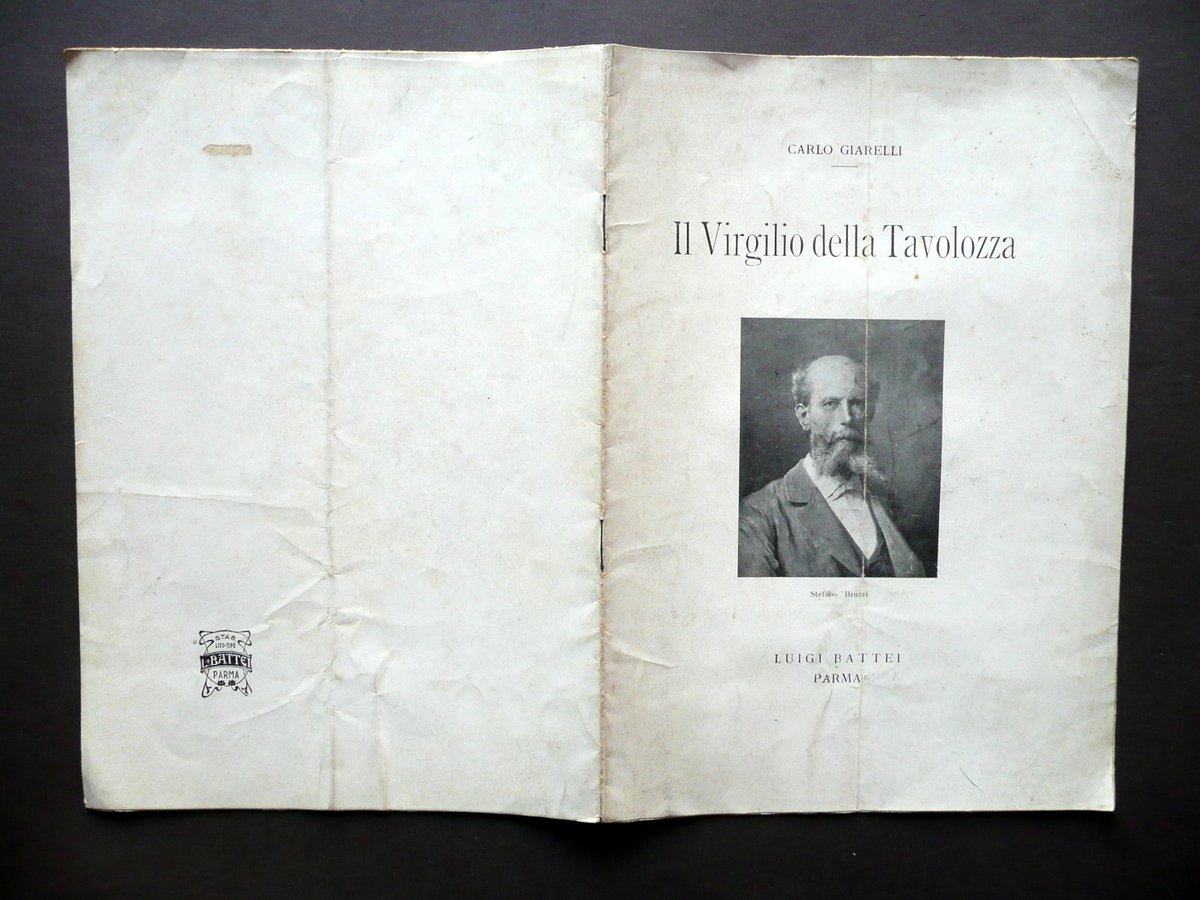 CARLO GIARELLI
Il Virgilio della Tavolozza
Stefano Bruzzi
LUIGI BATTEI
PARMA
STAB.
LITO-TIPO
L. BATTEI
PARMA